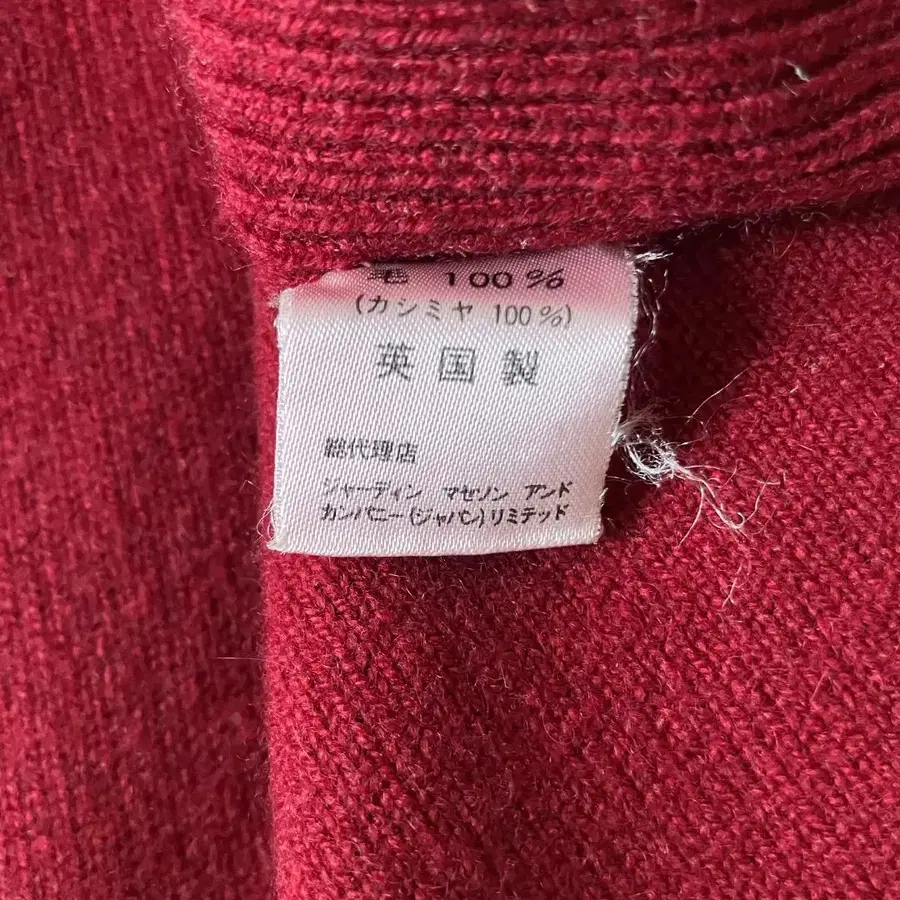 毛 100%
(カシミヤ 100%)
英国製
総代理店
ジャーディン マセソン アンド
カンパニー(ジャパン)リミテッド